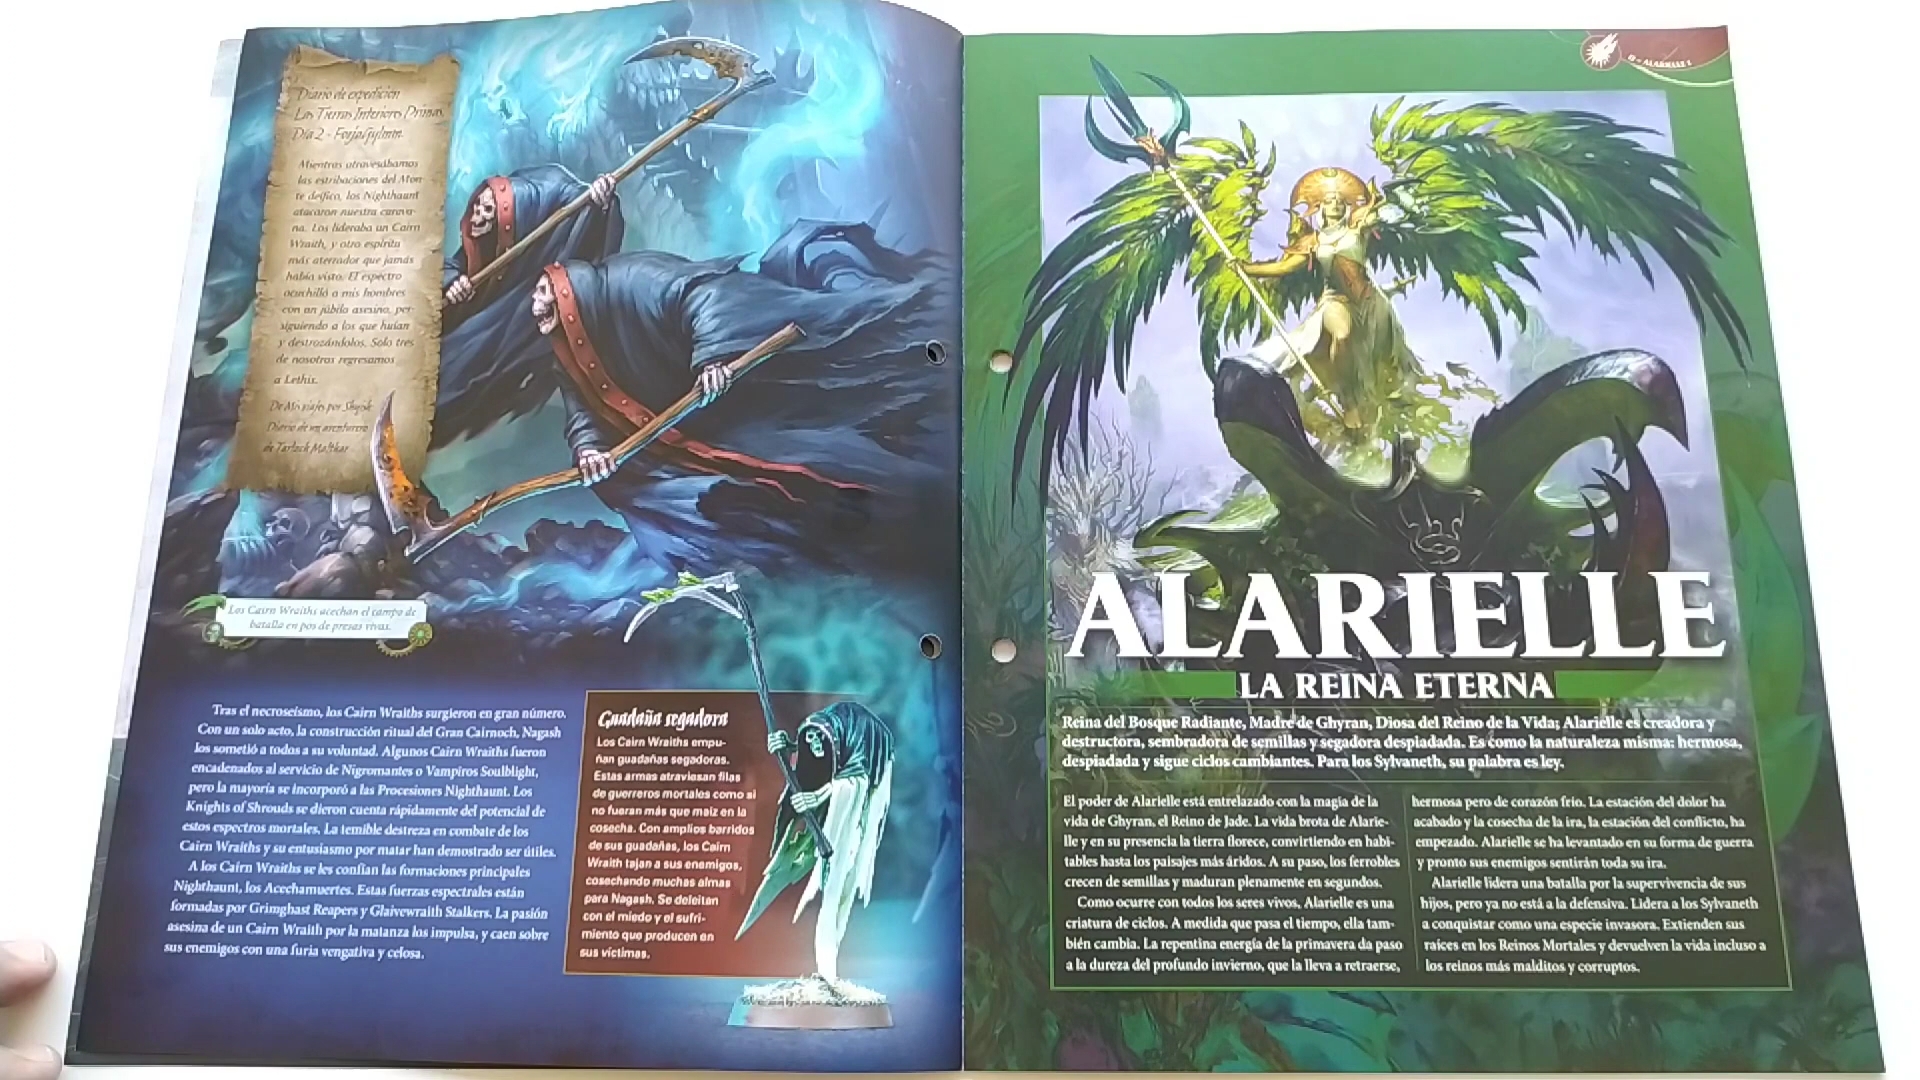 Diario de expedición
Las Tierras Interiores Primas
Día 2 - Forjafylmm
Mientras atravesábamos
las estribaciones del Mon-
te deífico, los Nighthaunt
atacaron nuestra carava-
na. Los lideraba un Cairn
Wraith, y otro espíritu
más aterrador que jamás
había visto. El espectro
acuchilló a mis hombres
con un júbilo asesino, per-
siguiendo a los que huían
y destrozándolos. Solo tres
de nosotros regresamos
a Lethis.
De Mis viajes por Shyish:
Diario de un aventurero
de Tarlock Malthar
Los Cairn Wraiths acechan el campo de
batalla en pos de presas vivas.
Tras el necroseísmo, los Cairn Wraiths surgieron en gran número.
Con un solo acto, la construcción ritual del Gran Cairnoch, Nagash
los sometió a todos a su voluntad. Algunos Cairn Wraiths fueron
encadenados al servicio de Nigromantes o Vampiros Soulblight,
pero la mayoría se incorporó a las Procesiones Nighthaunt. Los
Knights of Shrouds se dieron cuenta rápidamente del potencial de
estos espectros mortales. La temible destreza en combate de los
Cairn Wraiths y su entusiasmo por matar han demostrado ser útiles.
A los Cairn Wraiths se les confían las formaciones principales
Nighthaunt, los Acechamuertes. Estas fuerzas espectrales están
formadas por Grimghast Reapers y Glaivewraith Stalkers. La pasión
asesina de un Cairn Wraith por la matanza los impulsa, y caen sobre
sus enemigos con una furia vengativa y celosa.
Guadaña segadora
Los Cairn Wraiths empu-
ñan guadañas segadoras.
Estas armas atraviesan filas
de guerreros mortales como si
no fueran más que maíz en la
cosecha. Con amplios barridos
de sus guadañas, los Cairn
Wraith tajan a sus enemigos,
cosechando muchas almas
para Nagash. Se deleitan
con el miedo y el sufri-
miento que producen en
sus víctimas.
ALARIELLE 1
ALARIELLE
LA REINA ETERNA
Reina del Bosque Radiante, Madre de Ghyran, Diosa del Reino de la Vida; Alarielle es creadora y
destructora, sembradora de semillas y segadora despiadada. Es como la naturaleza misma: hermosa,
despiadada y sigue ciclos cambiantes. Para los Sylvaneth, su palabra es ley.
El poder de Alarielle está entrelazado con la magia de la
vida de Ghyran, el Reino de Jade. La vida brota de Alarie-
lle y en su presencia la tierra florece, convirtiendo en habi-
tables hasta los paisajes más áridos. A su paso, los ferrobles
crecen de semillas y maduran plenamente en segundos.
Como ocurre con todos los seres vivos, Alarielle es una
criatura de ciclos. A medida que pasa el tiempo, ella tam-
bién cambia. La repentina energía de la primavera da paso
a la dureza del profundo invierno, que la lleva a retraerse,
hermosa pero de corazón frío. La estación del dolor ha
acabado y la cosecha de la ira, la estación del conflicto, ha
empezado. Alarielle se ha levantado en su forma de guerra
y pronto sus enemigos sentirán toda su ira.
Alarielle lidera una batalla por la supervivencia de sus
hijos, pero ya no está a la defensiva. Lidera a los Sylvaneth
a conquistar como una especie invasora. Extienden sus
raíces en los Reinos Mortales y devuelven la vida incluso a
los reinos más malditos y corruptos.